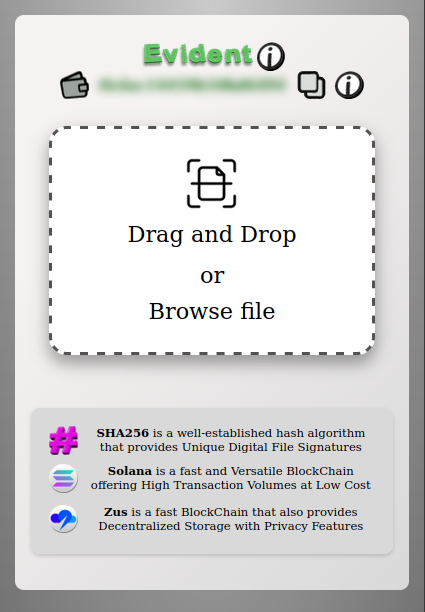 Evident
Drag and Drop
or
Browse file
SHA256 is a well-established hash algorithm
that provides Unique Digital File Signatures
Solana is a fast and Versatile BlockChain
offering High Transaction Volumes at Low Cost
Zus is a fast BlockChain that also provides
Decentralized Storage with Privacy Features